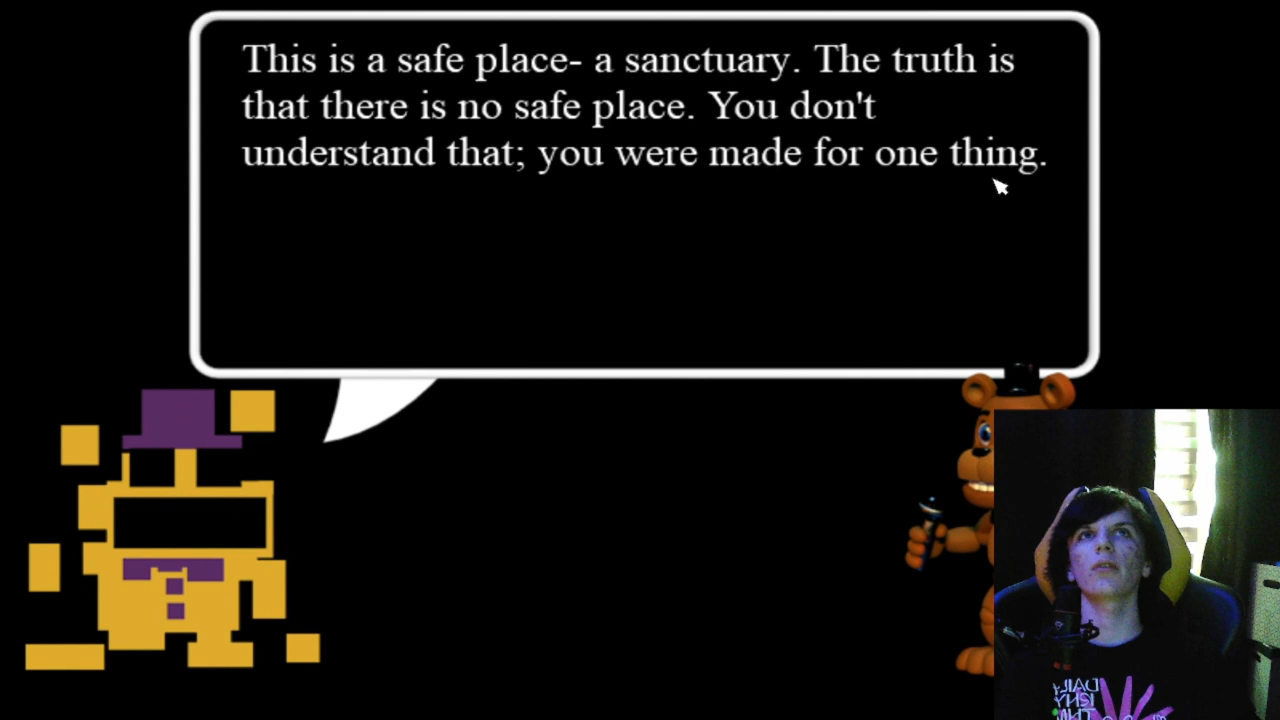 This is a safe place- a sanctuary. The truth is
that there is no safe place. You don't
understand that; you were made for one thing.